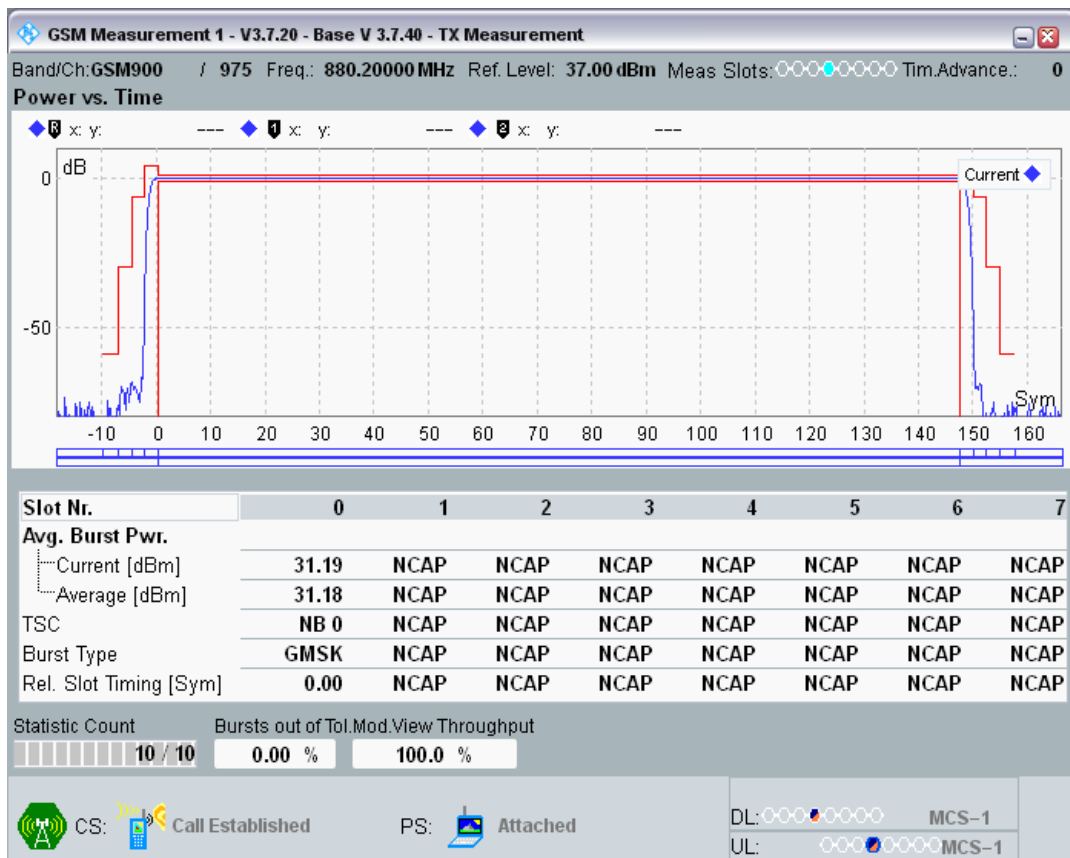 GSM Measurement 1 - V3.7.20 - Base V 3.7.40 - TX Measurement
Band/Ch:GSM900 / 975 Freq.: 880.20000 MHz Ref. Level: 37.00 dBm Meas Slots: Tim.Advance.: 0
Power vs. Time
R x: y: --- 1 x: y: --- 2 x: y: ---
dB
Current
0
-50
Sym
-10 0 10 20 30 40 50 60 70 80 90 100 110 120 130 140 150 160
Slot Nr. 0 1 2 3 4 5 6 7
Avg. Burst Pwr.
Current [dBm] 31.19 NCAP NCAP NCAP NCAP NCAP NCAP NCAP
Average [dBm] 31.18 NCAP NCAP NCAP NCAP NCAP NCAP NCAP
TSC NB 0 NCAP NCAP NCAP NCAP NCAP NCAP NCAP
Burst Type GMSK NCAP NCAP NCAP NCAP NCAP NCAP NCAP
Rel. Slot Timing [Sym] 0.00 NCAP NCAP NCAP NCAP NCAP NCAP NCAP
Statistic Count Bursts out of Tol.Mod.View Throughput
10 / 10 0.00 % 100.0 %
CS: Call Established PS: Attached
DL: MCS-1
UL: MCS-1